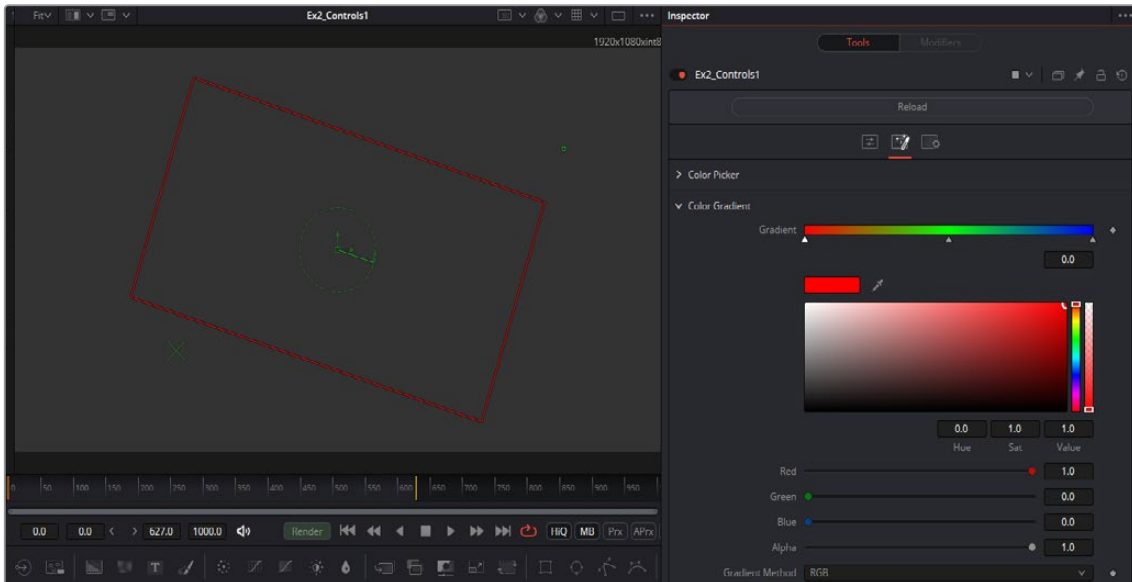 Fit
Ex2_Controls1
1920x1080xint8
0 50 100 150 200 250 300 350 400 450 500 550 600 650 700 750 800 850 900 950
0.0 0.0 627.0 1000.0 Render HiQ MB Prx APrx
Inspector
Tools Modifiers
Ex2_Controls1
Reload
Color Picker
Color Gradient
Gradient
0.0
0.0 1.0 1.0
Hue Sat Value
Red 1.0
Green 0.0
Blue 0.0
Alpha 1.0
Gradient Method RGB